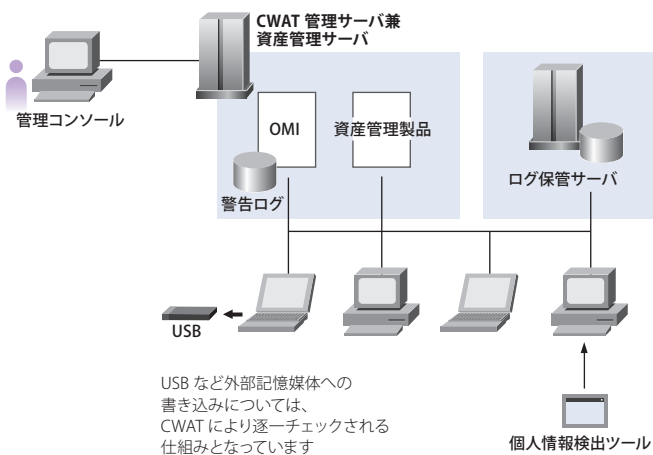 CWAT 管理サーバ兼
資産管理サーバ
管理コンソール
OMI
資産管理製品
警告ログ
ログ保管サーバ
USB
USB など外部記憶媒体への
書き込みについては、
CWAT により逐一チェックされる
仕組みとなっています
個人情報検出ツール